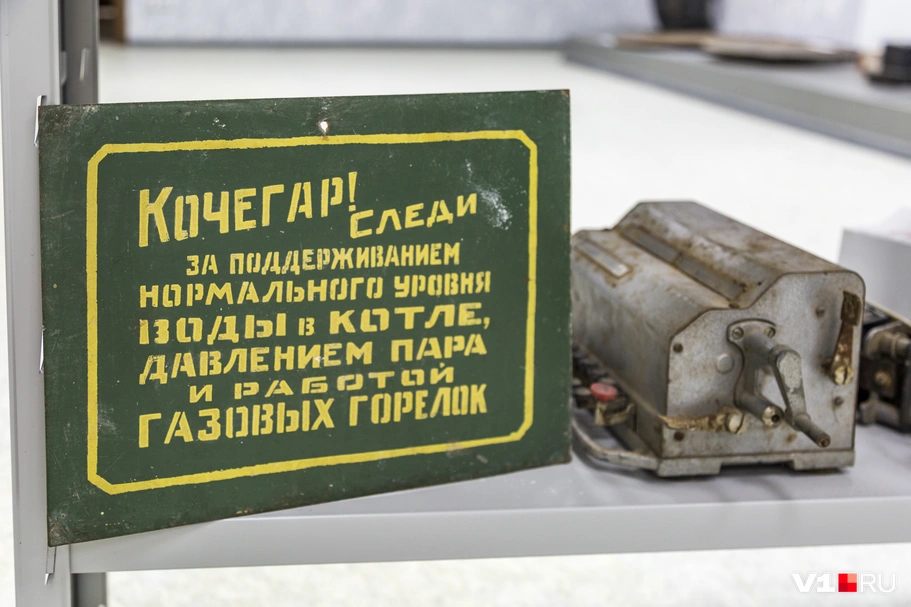 Кочегар!
Следи
за поддерживанием
нормального уровня
воды в котле,
давлением пара
и работой
газовых горелок
V1.RU